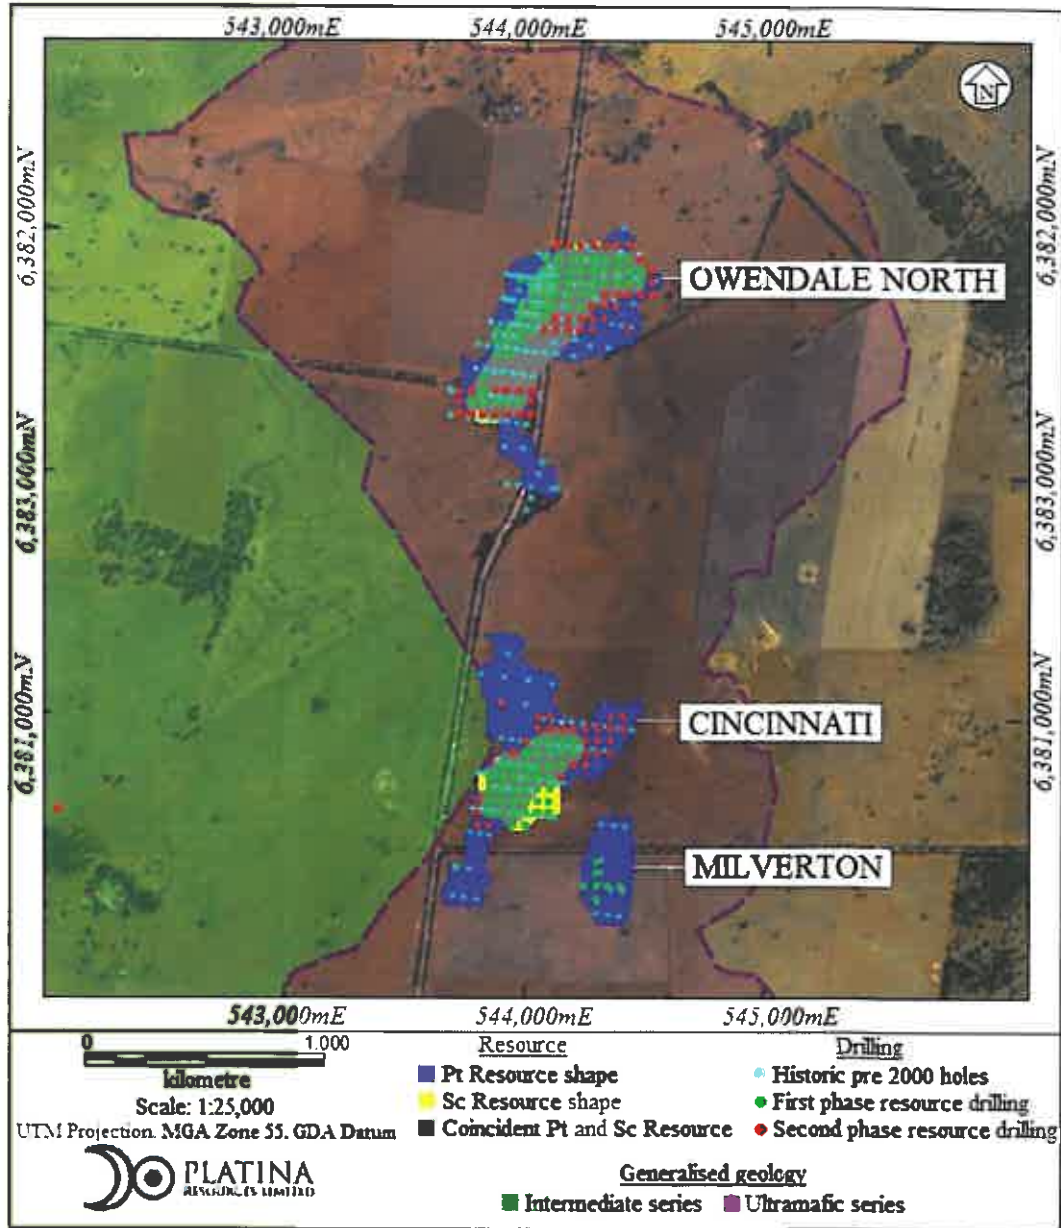 543,000mE 544,000mE 545,000mE
N
6,382,000mN
6,382,000mN
OWENDALE NORTH
6,383,000mN
6,383,000mN
CINCINNATI
6,381,000mN
6,381,000mN
MILVERTON
543,000mE 544,000mE 545,000mE
0 1.000
kilometre
Scale: 1:25,000
UTM Projection. MGA Zone 55. GDA Datum
PLATINA
RESOURCES LIMITED
Resource
Pt Resource shape
Sc Resource shape
Coincident Pt and Sc Resource
Drilling
Historic pre 2000 holes
First phase resource drilling
Second phase resource drilling
Generalised geology
Intermediate series Ultramafic series